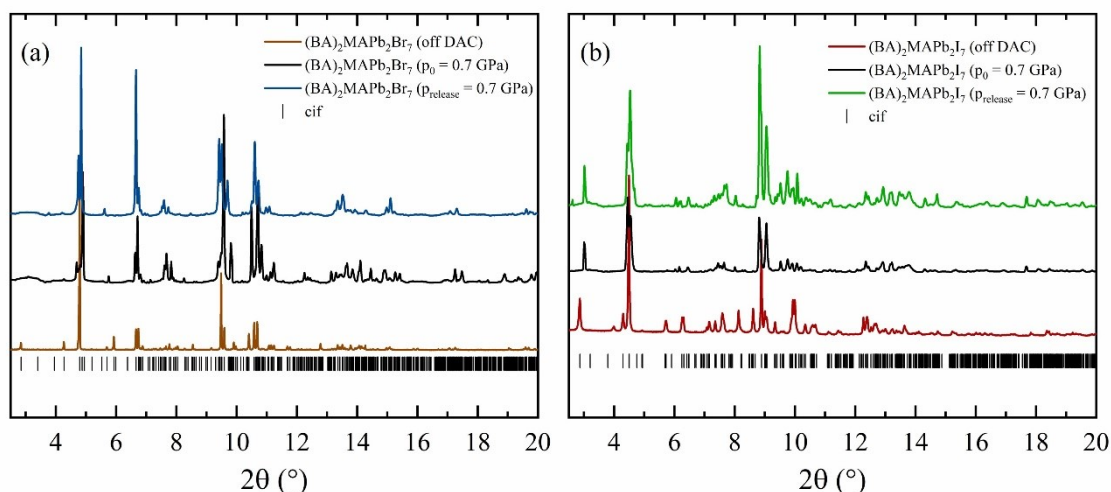 (a)
(BA)₂MAPb₂Br₇ (off DAC)
(BA)₂MAPb₂Br₇ (p₀ = 0.7 GPa)
(BA)₂MAPb₂Br₇ (p_release = 0.7 GPa)
cif
4 6 8 10 12 14 16 18 20
2θ (°)
(b)
(BA)₂MAPb₂I₇ (off DAC)
(BA)₂MAPb₂I₇ (p₀ = 0.7 GPa)
(BA)₂MAPb₂I₇ (p_release = 0.7 GPa)
cif
4 6 8 10 12 14 16 18 20
2θ (°)